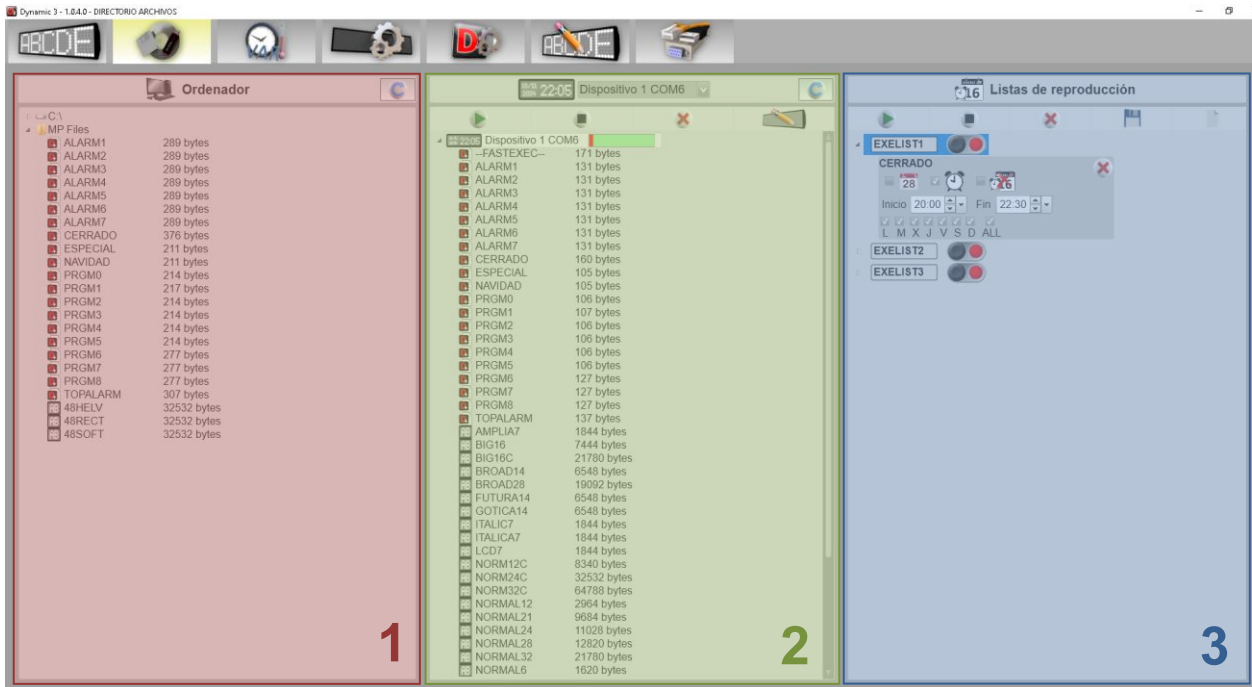 Dynamic 3 - 1.0.4.0 - DIRECTORIO ARCHIVOS
ABCDE
D
ABCDE
Ordenador
C:\
MP Files
ALARM1 289 bytes
ALARM2 289 bytes
ALARM3 289 bytes
ALARM4 289 bytes
ALARM5 289 bytes
ALARM6 289 bytes
ALARM7 289 bytes
CERRADO 376 bytes
ESPECIAL 211 bytes
NAVIDAD 211 bytes
PRGM0 214 bytes
PRGM1 217 bytes
PRGM2 214 bytes
PRGM3 214 bytes
PRGM4 214 bytes
PRGM5 214 bytes
PRGM6 277 bytes
PRGM7 277 bytes
PRGM8 277 bytes
TOPALARM 307 bytes
48HELV 32532 bytes
48RECT 32532 bytes
48SOFT 32532 bytes
1
22:05 Dispositivo 1 COM6
22:05 Dispositivo 1 COM6
--FASTEXEC-- 171 bytes
ALARM1 131 bytes
ALARM2 131 bytes
ALARM3 131 bytes
ALARM4 131 bytes
ALARM5 131 bytes
ALARM6 131 bytes
ALARM7 131 bytes
CERRADO 160 bytes
ESPECIAL 105 bytes
NAVIDAD 105 bytes
PRGM0 106 bytes
PRGM1 107 bytes
PRGM2 106 bytes
PRGM3 106 bytes
PRGM4 106 bytes
PRGM5 106 bytes
PRGM6 127 bytes
PRGM7 127 bytes
PRGM8 127 bytes
TOPALARM 137 bytes
AMPLIA7 1844 bytes
BIG16 7444 bytes
BIG16C 21780 bytes
BROAD14 6548 bytes
BROAD28 19092 bytes
FUTURA14 6548 bytes
GOTICA14 6548 bytes
ITALIC7 1844 bytes
ITALICA7 1844 bytes
LCD7 1844 bytes
NORM12C 8340 bytes
NORM24C 32532 bytes
NORM32C 64788 bytes
NORMAL12 2964 bytes
NORMAL21 9684 bytes
NORMAL24 11028 bytes
NORMAL28 12820 bytes
NORMAL32 21780 bytes
NORMAL6 1620 bytes
2
16 Listas de reproducción
EXELIST1
CERRADO
28
Inicio 20:00 Fin 22:30
L M X J V S D ALL
EXELIST2
EXELIST3
3